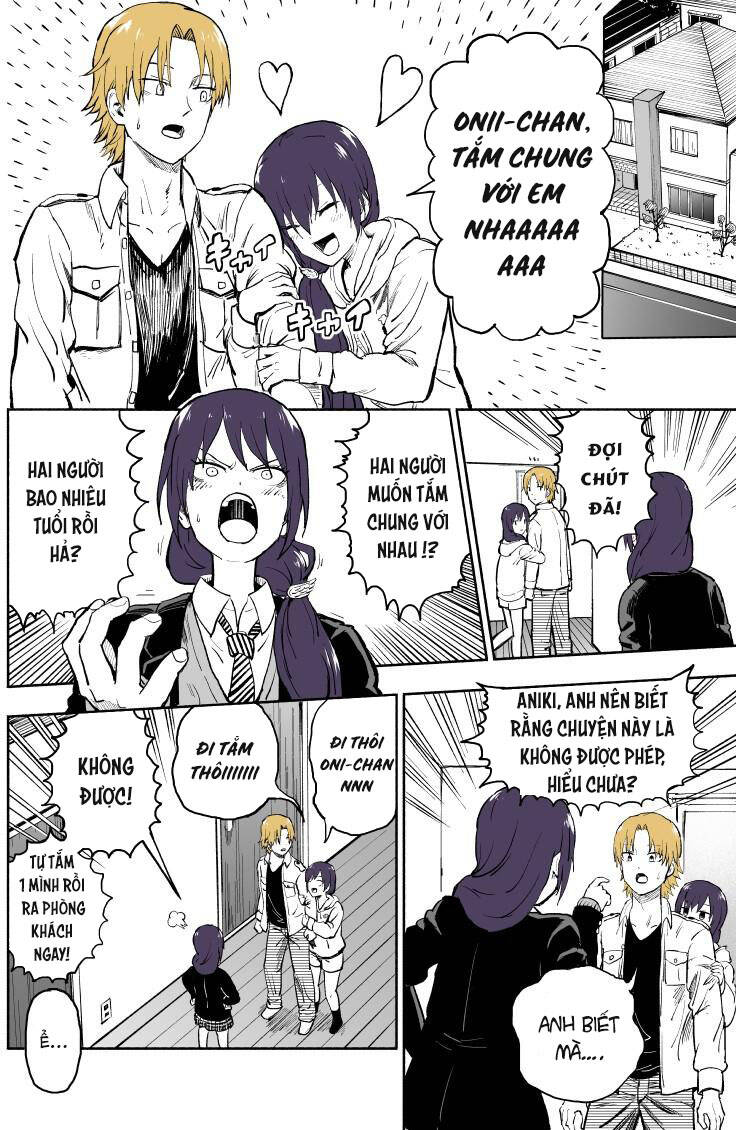 ONII-CHAN,
TẮM CHUNG
VỚI EM
NHAAAAA
AAA
キャイ
キャイ
ĐỢI
CHÚT
ĐÃ!
HAI NGƯỜI
MUỐN TẮM
CHUNG VỚI
NHAU !?
HAI NGƯỜI
BAO NHIÊU
TUỔI RỒI
HẢ?
ANIKI, ANH NÊN BIẾT
RẰNG CHUYỆN NÀY LÀ
KHÔNG ĐƯỢC PHÉP,
HIỂU CHƯA?
ANH BIẾT
MÀ....
ĐI THÔI
ONI-CHAN
NNN
ĐI TẮM
THÔIIIIIII
KHÔNG
ĐƯỢC!
TỰ TẮM
1 MÌNH RỒI
RA PHÒNG
KHÁCH
NGAY!
Ể...